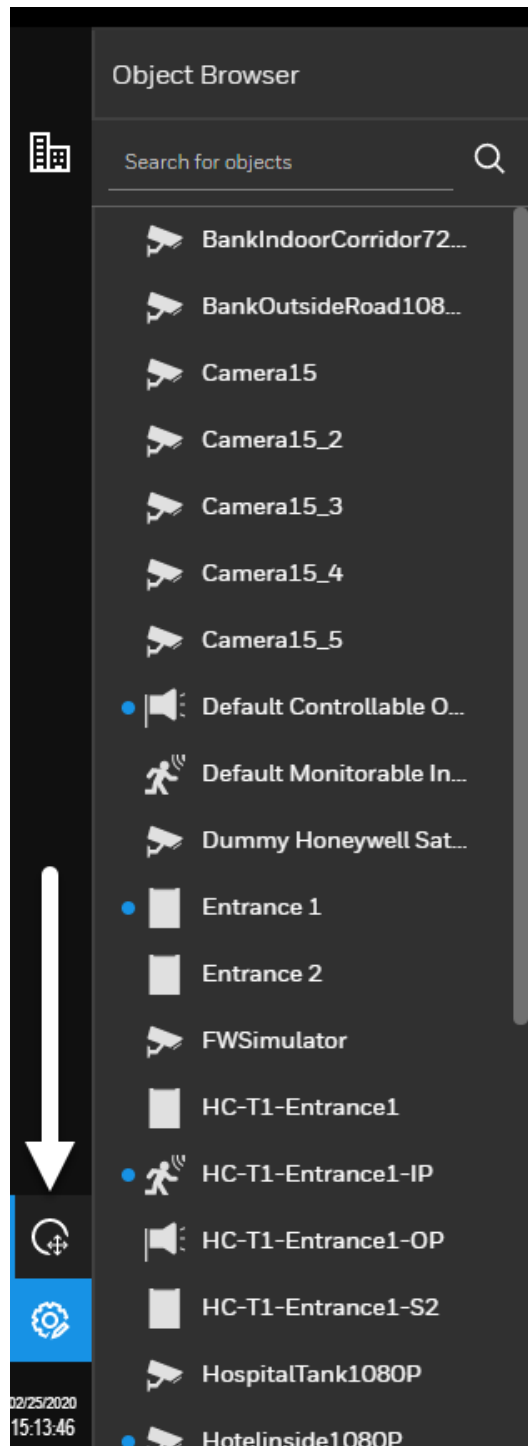 Object Browser
Search for objects
BankIndoorCorridor72...
BankOutsideRoad108...
Camera15
Camera15_2
Camera15_3
Camera15_4
Camera15_5
Default Controllable O...
Default Monitorable In...
Dummy Honeywell Sat...
Entrance 1
Entrance 2
FWSimulator
HC-T1-Entrance1
HC-T1-Entrance1-IP
HC-T1-Entrance1-OP
HC-T1-Entrance1-S2
HospitalTank1080P
Hotelinside1080P
02/25/2020
15:13:46